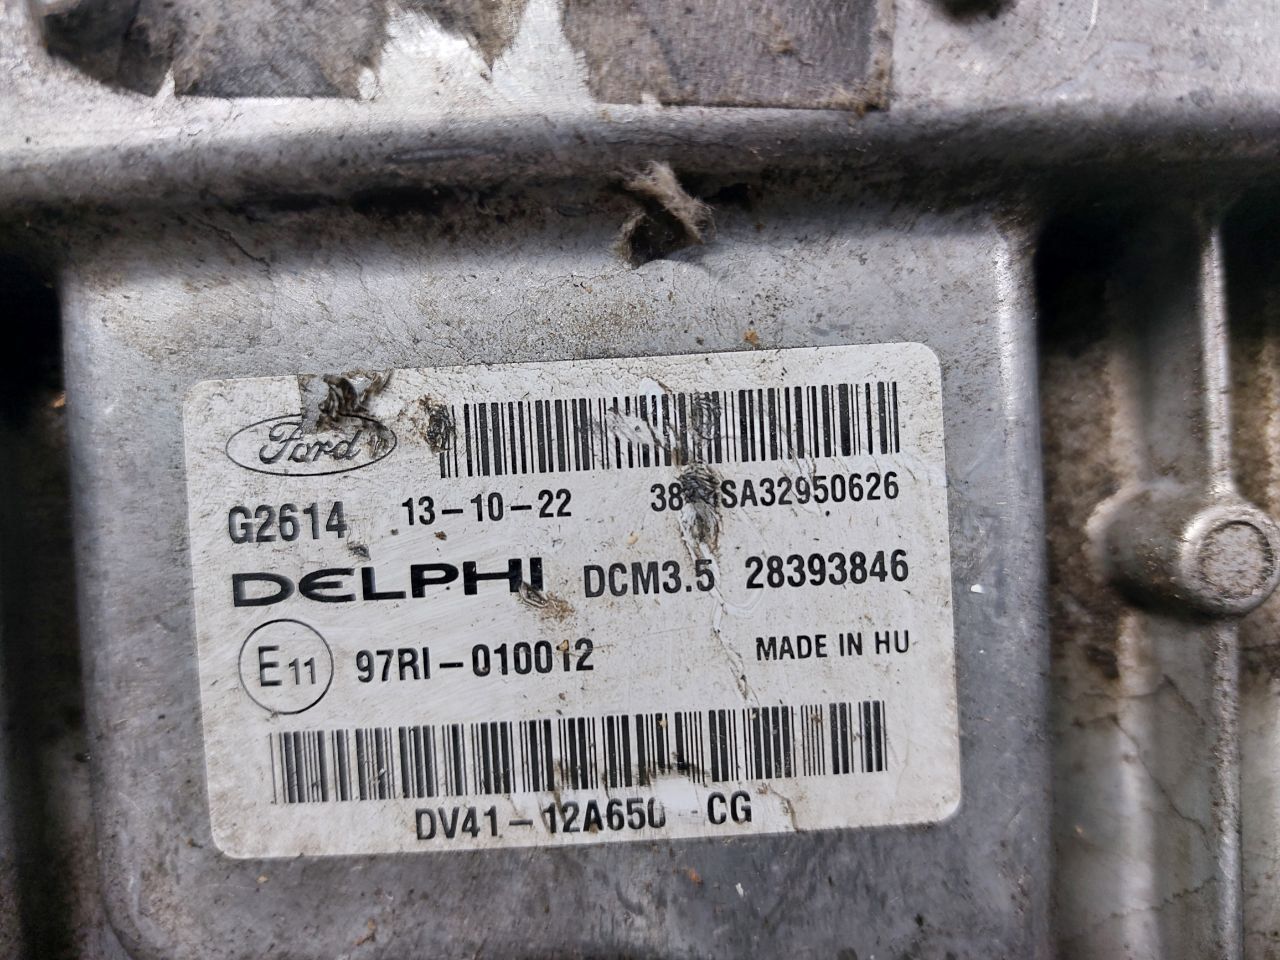 Ford
G2614 13-10-22
DELPHI DCM3.5 28393846
E11 97RI-010012 MADE IN HU
DV41-12A650-CG